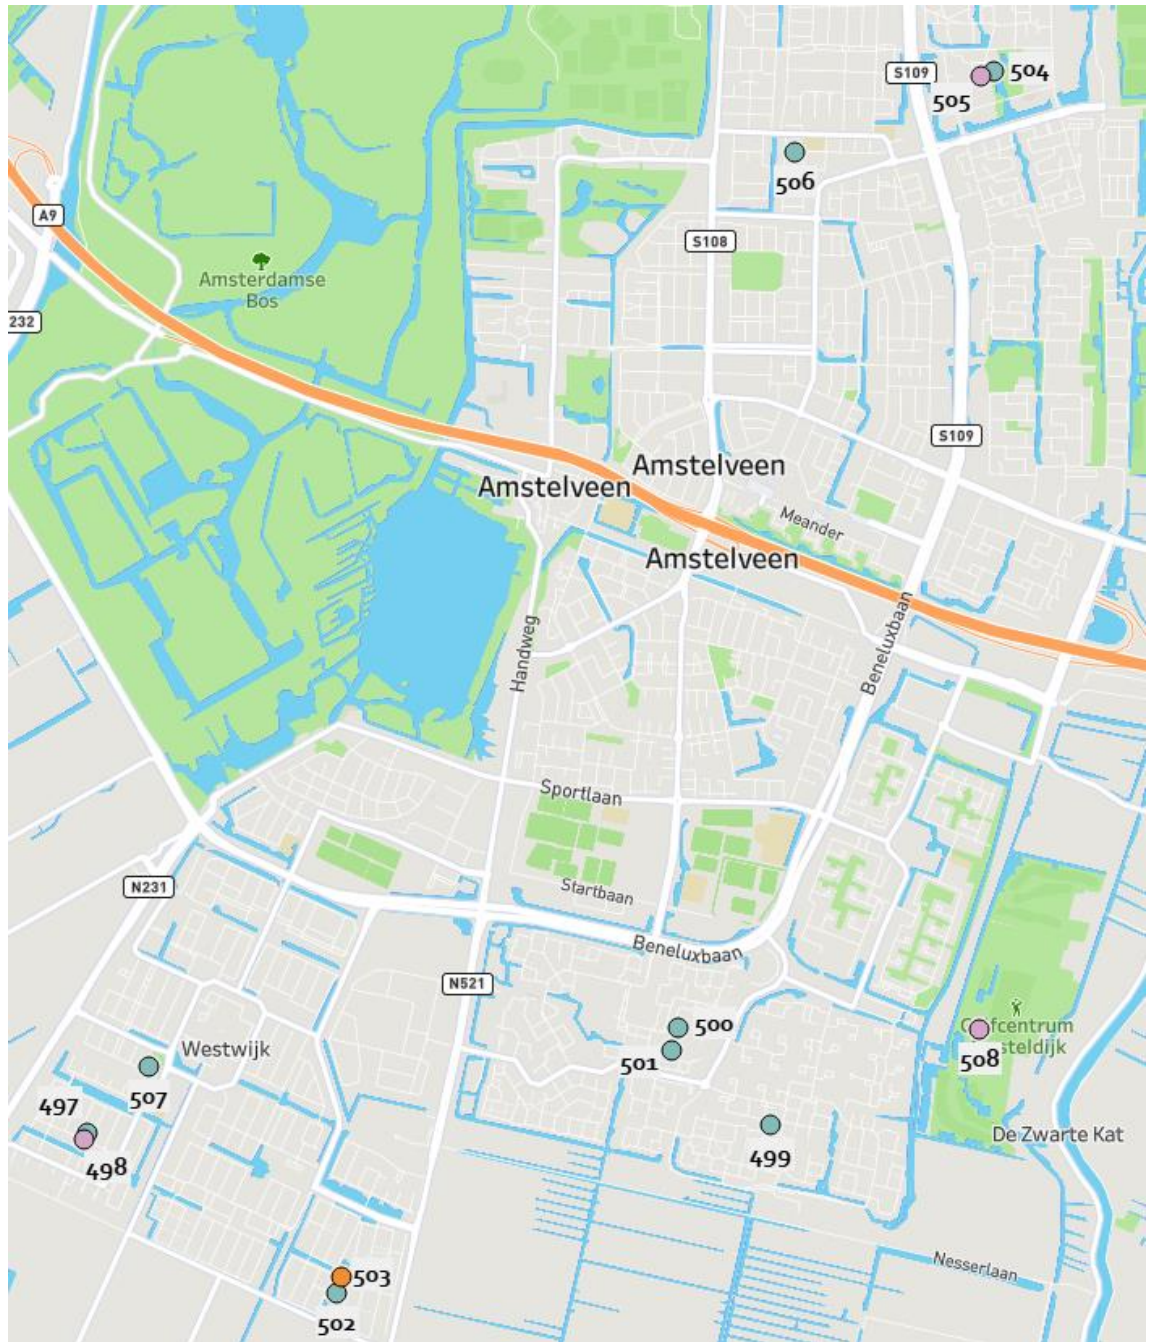 S109
504
505
506
A9
S108
Amsterdamse
Bos
232
S109
Amstelveen
Amstelveen
Meander
Amstelveen
Beneluxbaan
Handweg
Sportlaan
N231
Startbaan
Beneluxbaan
N521
500
Westwijk
501
508
507
497
498
499
De Zwarte Kat
Nesserlaan
503
502